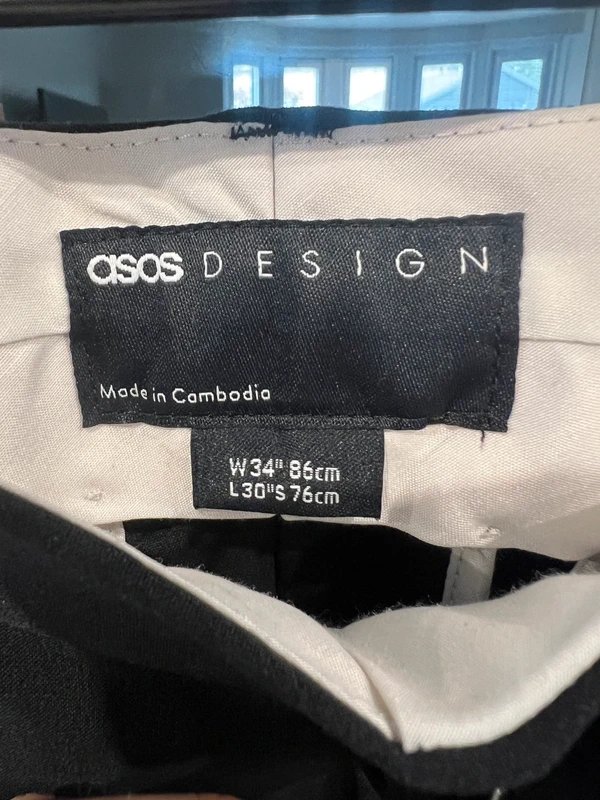 asos DESIGN
Made in Cambodia
W34" 86cm
L30"S 76cm